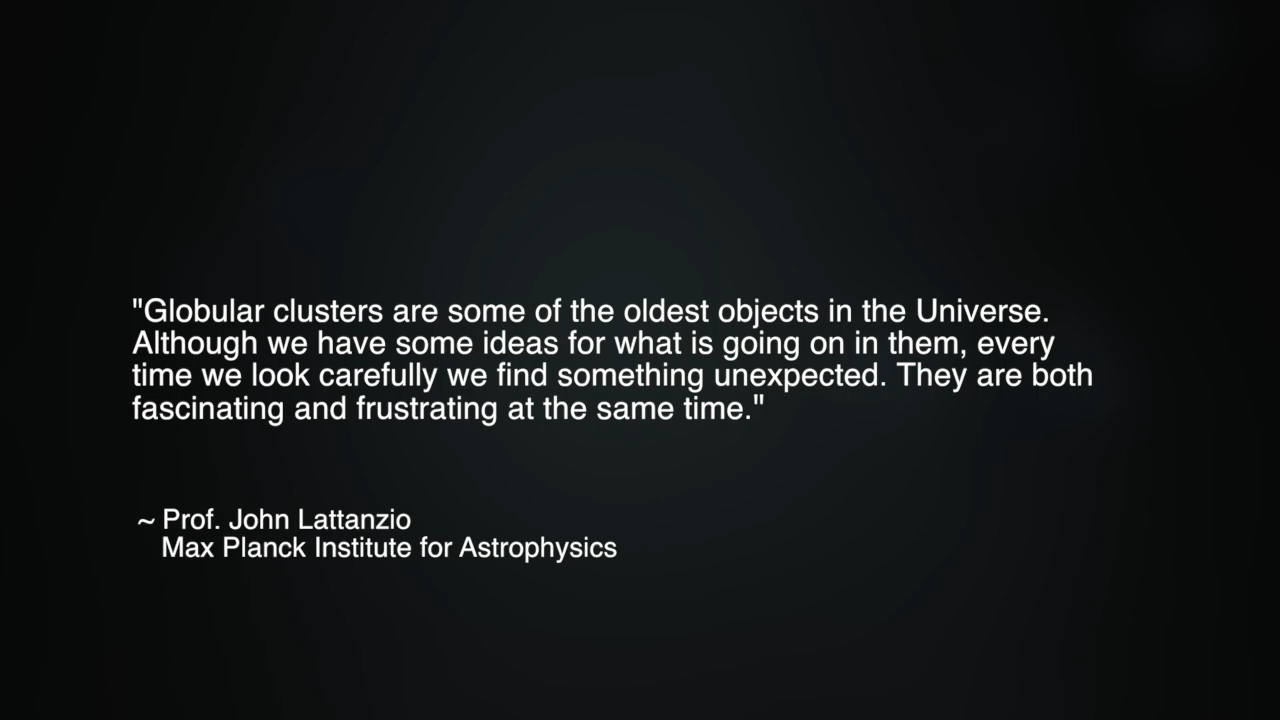 "Globular clusters are some of the oldest objects in the Universe.
Although we have some ideas for what is going on in them, every
time we look carefully we find something unexpected. They are both
fascinating and frustrating at the same time."
~ Prof. John Lattanzio
Max Planck Institute for Astrophysics